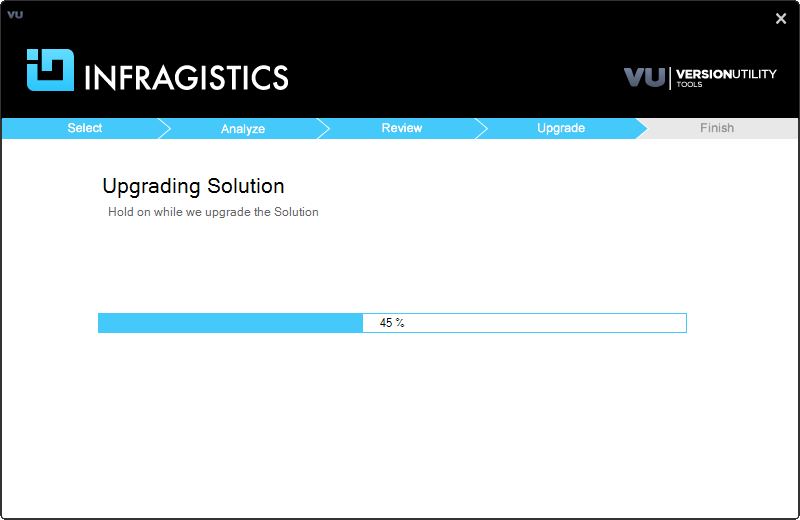 VU
INFRAGISTICS
VU VERSIONUTILITY
TOOLS
Select Analyze Review Upgrade Finish
Upgrading Solution
Hold on while we upgrade the Solution
45 %